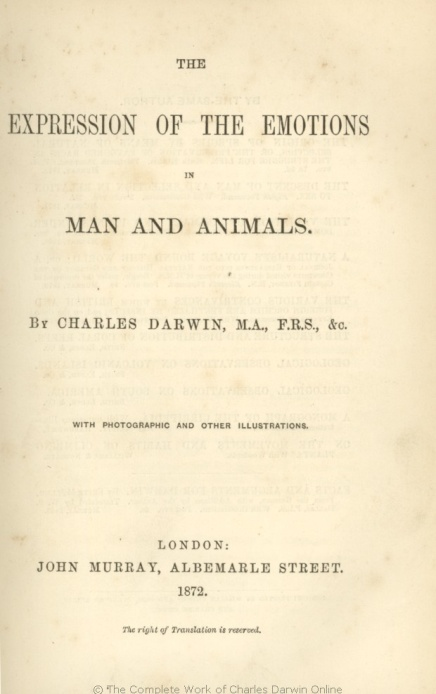 THE
EXPRESSION OF THE EMOTIONS
IN
MAN AND ANIMALS.
By CHARLES DARWIN, M.A., F.R.S., &c.
WITH PHOTOGRAPHIC AND OTHER ILLUSTRATIONS.
LONDON:
JOHN MURRAY, ALBEMARLE STREET.
1872.
The right of Translation is reserved.
© The Complete Work of Charles Darwin Online